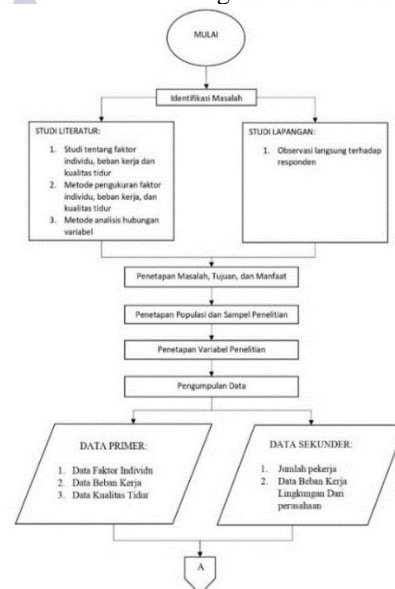 MULAI
Identifikasi Masalah
STUDI LITERATUR:
1. Studi tentang faktor
individu, beban kerja dan
kualitas tidur
2. Metode pengukuran faktor
individu, beban kerja, dan
kualitas tidur
3. Metode analisis hubungan
variabel
STUDI LAPANGAN:
1. Observasi langsung terhadap
responden
Penetapan Masalah, Tujuan, dan Manfaat
Penetapan Populasi dan Sampel Penelitian
Penetapan Variabel Penelitian
Pengumpulan Data
DATA PRIMER:
1. Data Faktor Individu
2. Data Beban Kerja
3. Data Kualitas Tidur
DATA SEKUNDER:
1. Jumlah pekerja
2. Data Beban Kerja
Lingkungan Dari
perusahaan
A